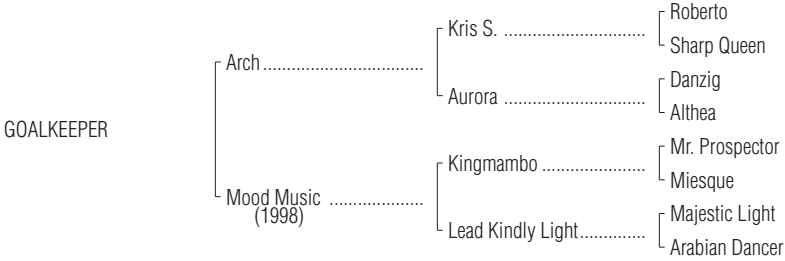 Roberto
Kris S. ..............................
Sharp Queen
Arch..................................
Danzig
Aurora ..............................
Althea
GOALKEEPER
Mr. Prospector
Kingmambo ......................
Miesque
Mood Music ....................
(1998)
Majestic Light
Lead Kindly Light..............
Arabian Dancer